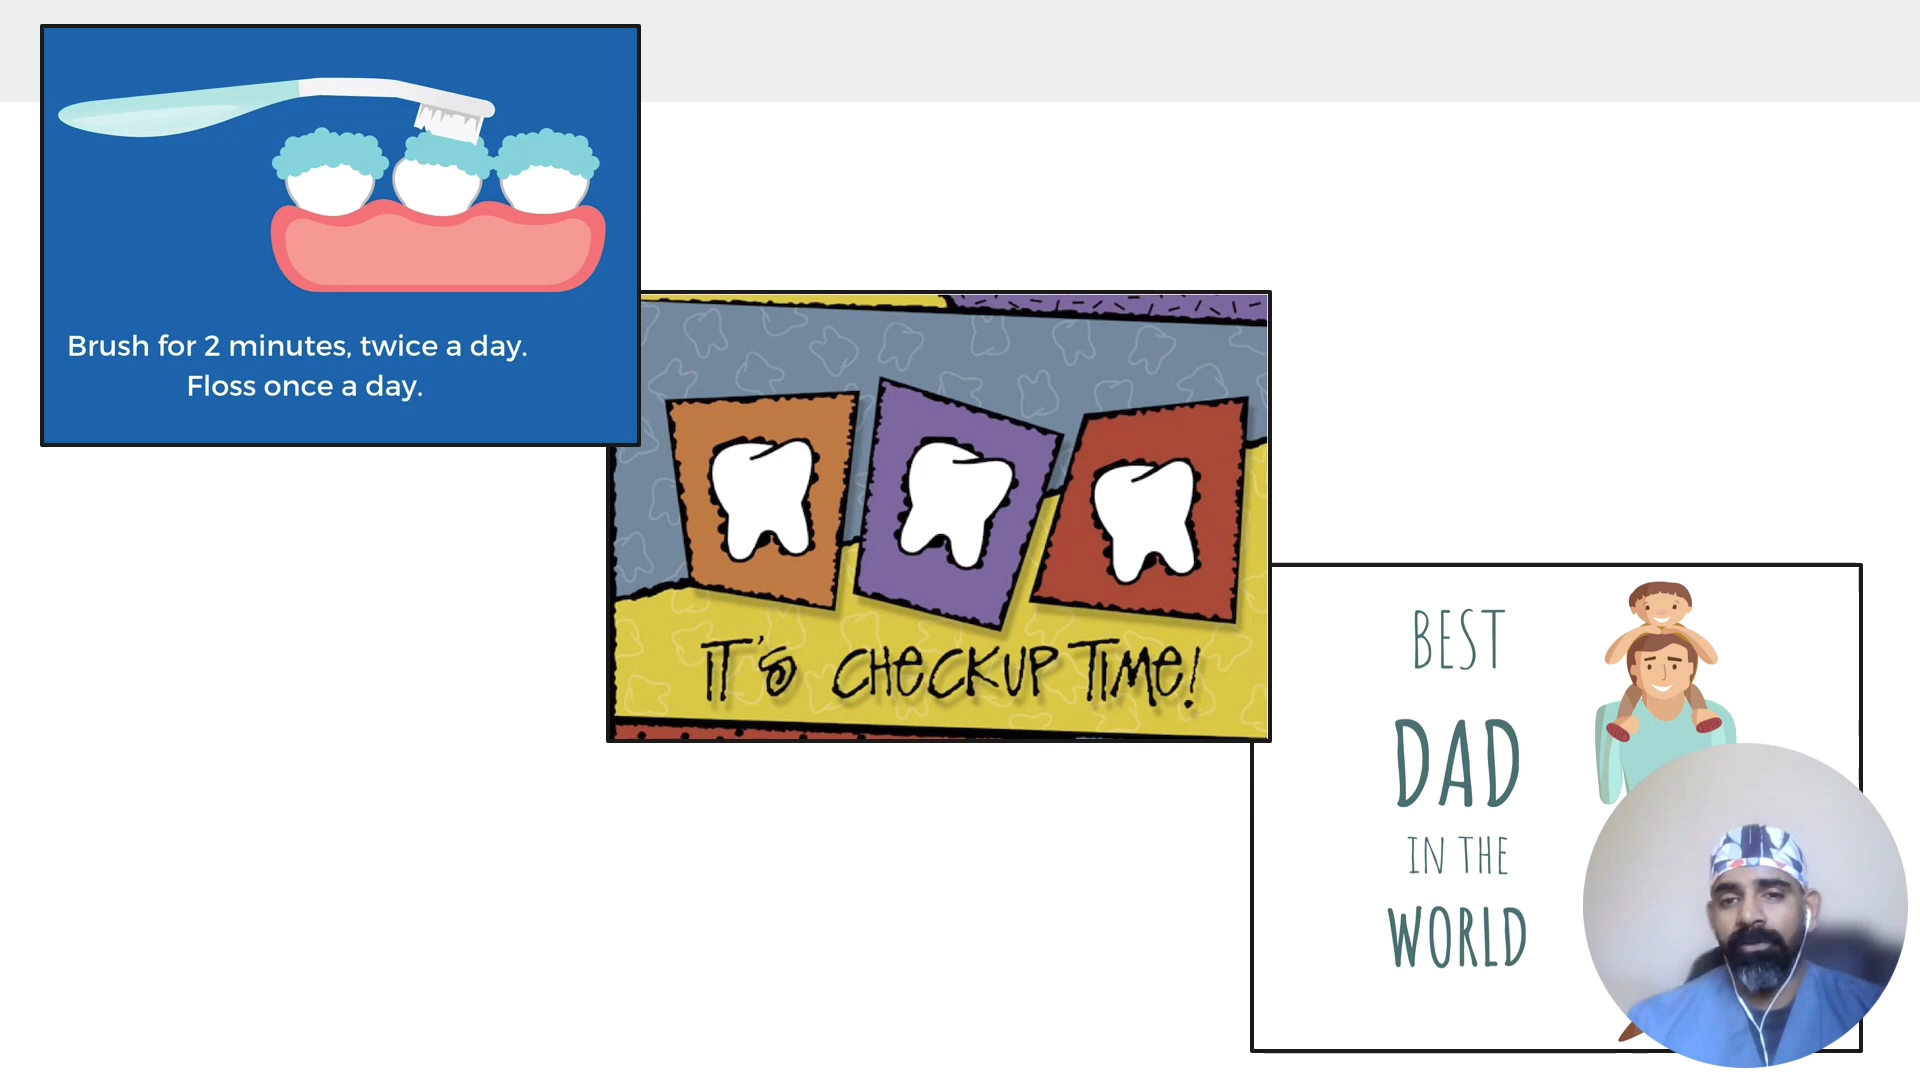 Brush for 2 minutes, twice a day.
Floss once a day.
IT'S CHeCKUP TIMe!
BEST
DAD
IN THE
WORLD